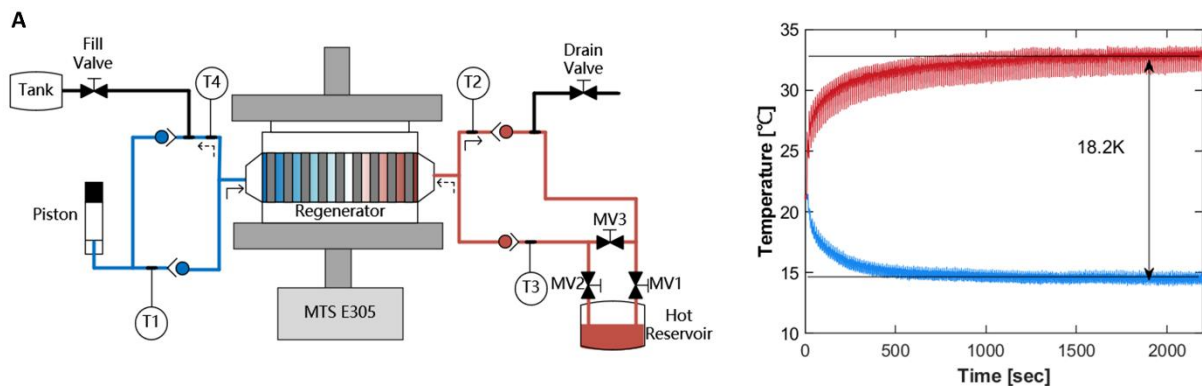 A
Fill
Valve
Tank
T4
Piston
T1
Regenerator
MTS E305
T2
Drain
Valve
MV3
T3
MV2
MV1
Hot
Reservoir
Temperature [°C]
35
30
25
20
15
10
18.2K
0
500
1000
1500
2000
Time [sec]